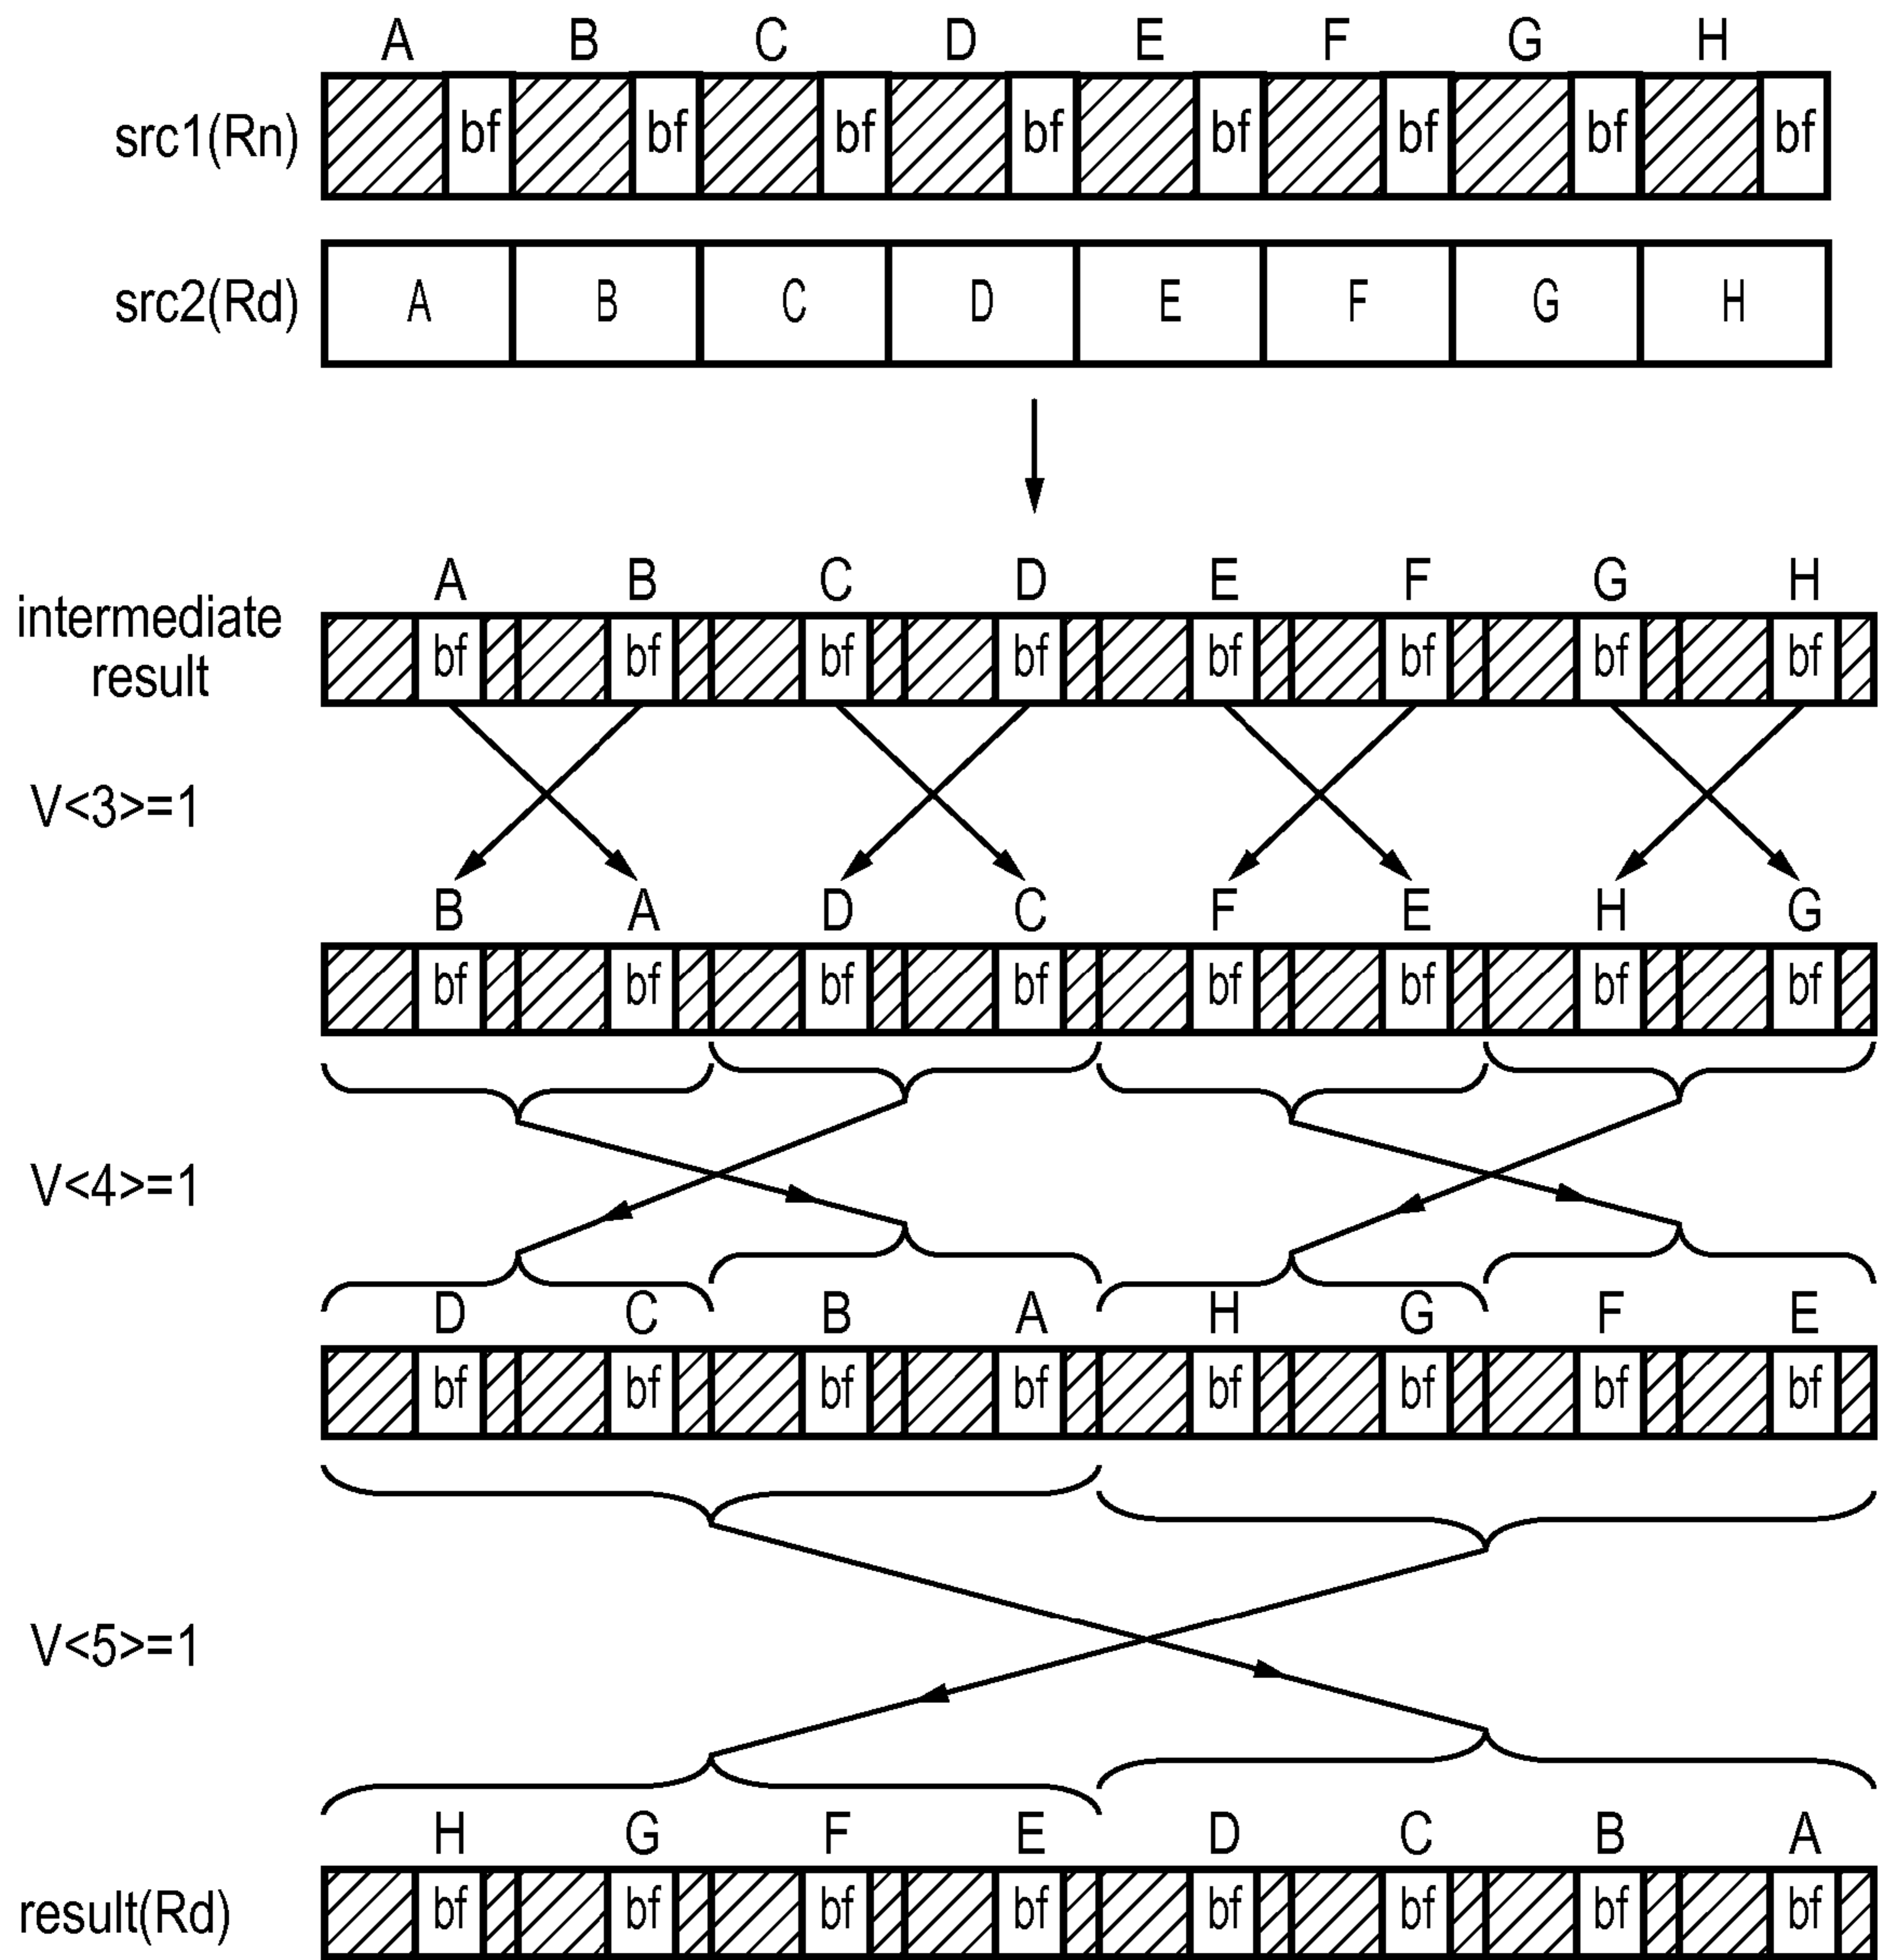 A B C D E F G H
src1(Rn) bf bf bf bf bf bf bf bf
src2(Rd) A B C D E F G H
A B C D E F G H
intermediate
result
bf bf bf bf bf bf bf bf
V<3>=1
B A D C F E H G
bf bf bf bf bf bf bf bf
V<4>=1
D C B A H G F E
bf bf bf bf bf bf bf bf
V<5>=1
H G F E D C B A
result(Rd) bf bf bf bf bf bf bf bf